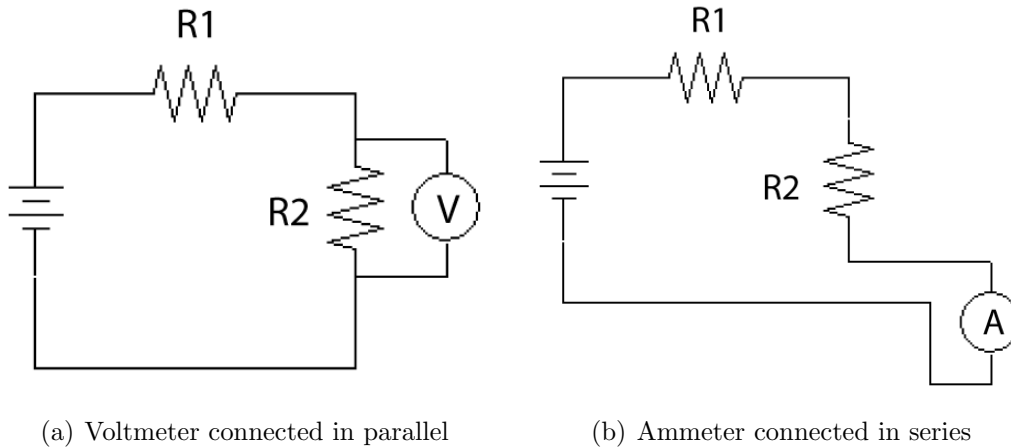 R1
R2
V
(a) Voltmeter connected in parallel
R1
R2
A
(b) Ammeter connected in series